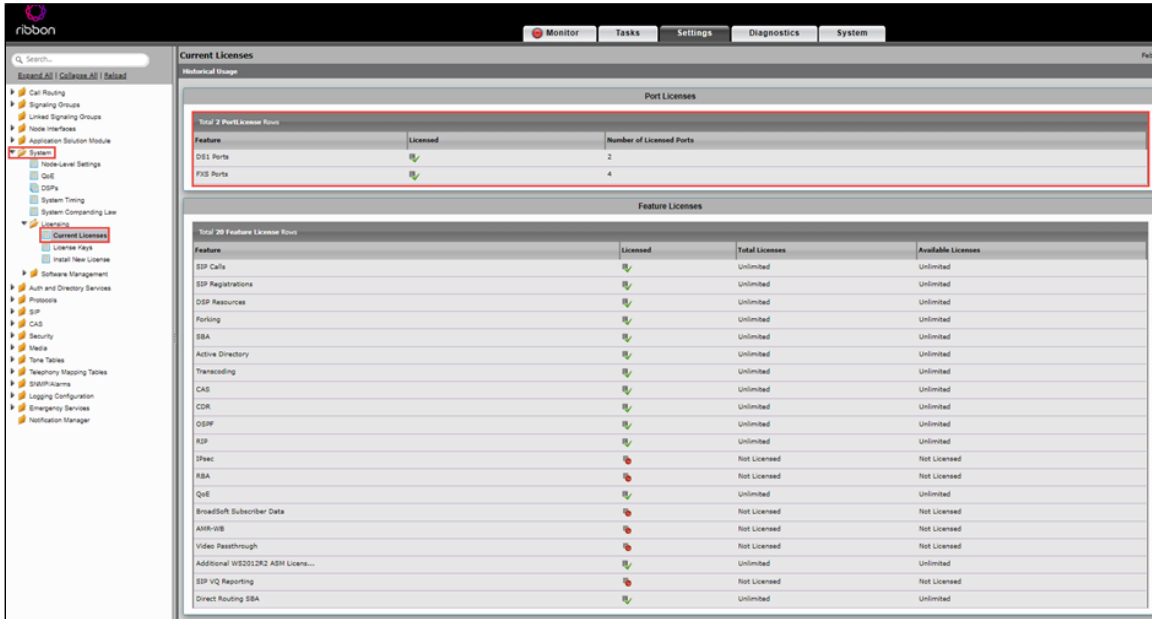 ribbon
Monitor Tasks Settings Diagnostics System
Search...
Expand All | Collapse All | Reload
Call Routing
Signaling Groups
Linked Signaling Groups
Node Interfaces
Application Solution Module
System
Node-Level Settings
QoE
DSPs
System Timing
System Companding Law
Licensing
Current Licenses
License Keys
Install New License
Software Management
Auth and Directory Services
Protocols
SIP
CAS
Security
Media
Tone Tables
Telephony Mapping Tables
SNMP/Alarms
Logging Configuration
Emergency Services
Notification Manager
Current Licenses Feb
Historical Usage
Port Licenses
Total 2 PortLicense Rows
Feature Licensed Number of Licensed Ports
DS1 Ports 2
FXS Ports 4
Feature Licenses
Total 20 Feature License Rows
Feature Licensed Total Licenses Available Licenses
SIP Calls Unlimited Unlimited
SIP Registrations Unlimited Unlimited
DSP Resources Unlimited Unlimited
Forking Unlimited Unlimited
SBA Unlimited Unlimited
Active Directory Unlimited Unlimited
Transcoding Unlimited Unlimited
CAS Unlimited Unlimited
CDR Unlimited Unlimited
OSPF Unlimited Unlimited
RIP Unlimited Unlimited
IPsec Not Licensed Not Licensed
RBA Not Licensed Not Licensed
QoE Unlimited Unlimited
BroadSoft Subscriber Data Not Licensed Not Licensed
AMR-WB Not Licensed Not Licensed
Video Passthrough Not Licensed Not Licensed
Additional WS2012R2 ASM Licens... Unlimited Unlimited
SIP VQ Reporting Not Licensed Not Licensed
Direct Routing SBA Unlimited Unlimited